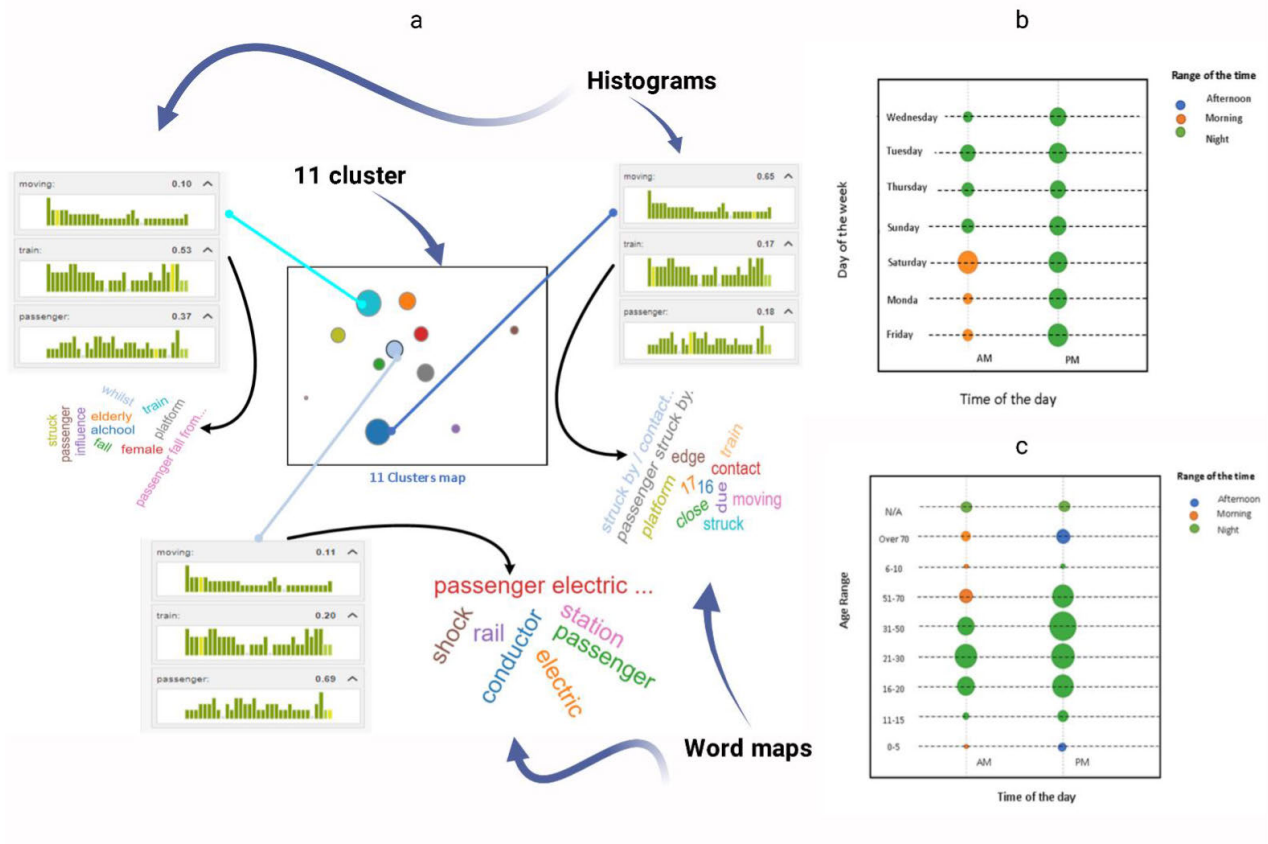 a
Histograms
11 cluster
moving: 0.10
train: 0.53
passenger: 0.37
moving: 0.65
train: 0.17
passenger: 0.18
11 Clusters map
whilst
train
platform
struck
passenger
influence
elderly
alchool
fall
female
passenger fall from...
struck by / contact...
passenger struck by.
platform
edge
train
contact
17
16
due
moving
close
struck
moving: 0.11
train: 0.20
passenger: 0.69
passenger electric ...
shock
rail
conductor
station
passenger
electric
Word maps
b
Range of the time
Afternoon
Morning
Night
Day of the week
Wednesday
Tuesday
Thursday
Sunday
Saturday
Monda
Friday
AM PM
Time of the day
c
Range of the time
Afternoon
Morning
Night
Age Range
N/A
Over 70
6-10
51-70
31-50
21-30
16-20
11-15
0-5
AM PM
Time of the day